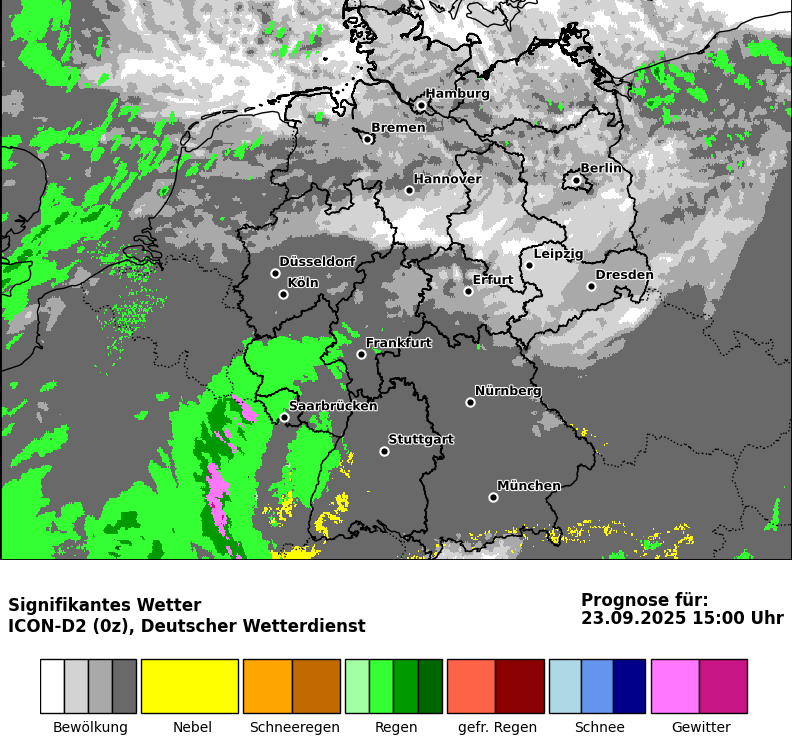 Hamburg
Bremen
Hannover
Berlin
Düsseldorf
Köln
Leipzig
Erfurt
Dresden
Frankfurt
Saarbrücken
Nürnberg
Stuttgart
München
Signifikantes Wetter
ICON-D2 (0z), Deutscher Wetterdienst
Prognose für:
23.09.2025 15:00 Uhr
Bewölkung
Nebel
Schneeregen
Regen
gefr. Regen
Schnee
Gewitter